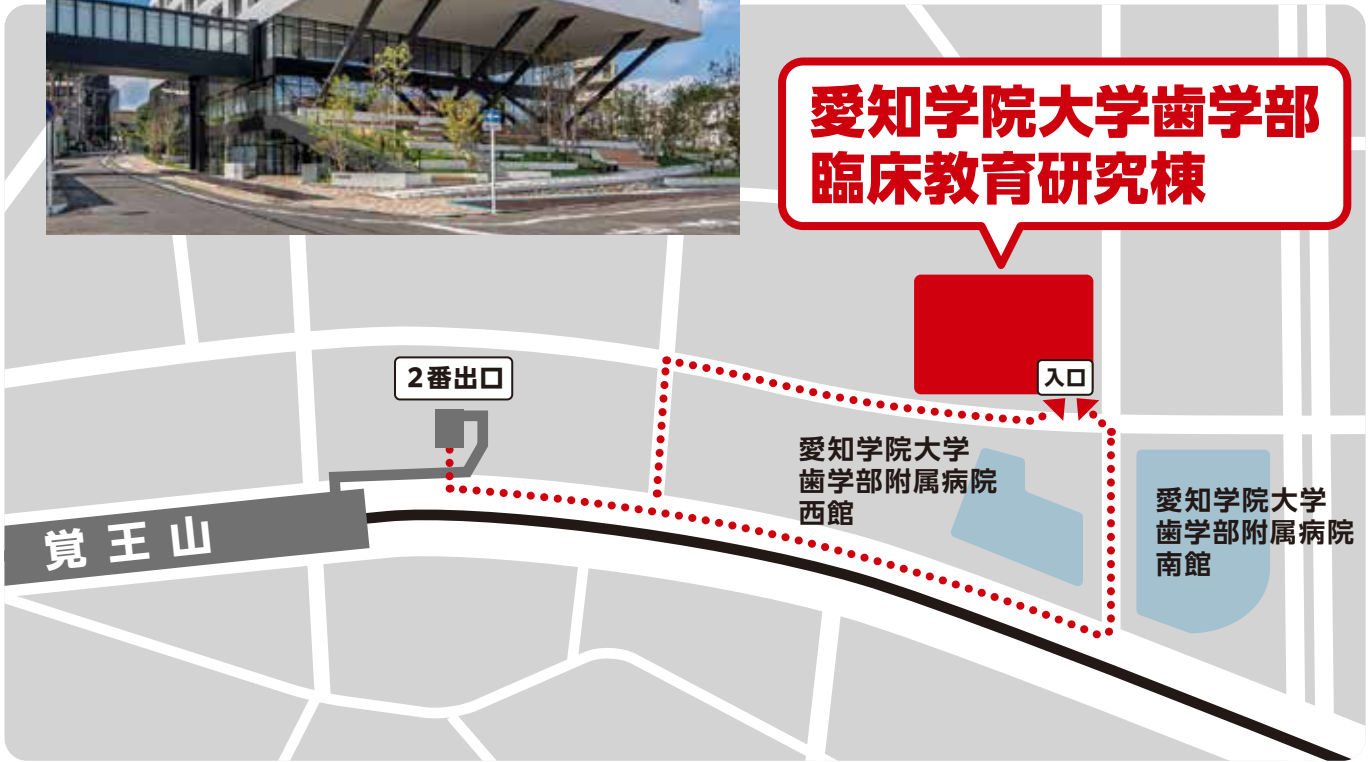 愛知学院大学歯学部
臨床教育研究棟
入口
2番出口
愛知学院大学
歯学部附属病院
西館
愛知学院大学
歯学部附属病院
南館
覚王山